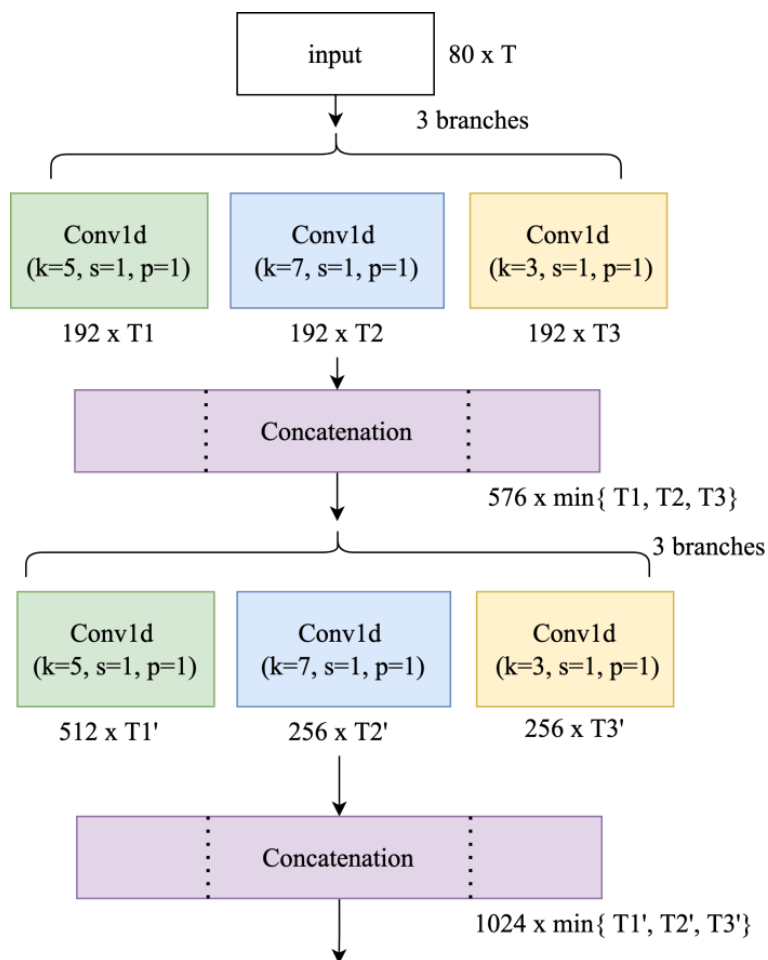 input
80 x T
3 branches
Conv1d
(k=5, s=1, p=1)
Conv1d
(k=7, s=1, p=1)
Conv1d
(k=3, s=1, p=1)
192 x T1
192 x T2
192 x T3
Concatenation
576 x min{ T1, T2, T3}
3 branches
Conv1d
(k=5, s=1, p=1)
Conv1d
(k=7, s=1, p=1)
Conv1d
(k=3, s=1, p=1)
512 x T1'
256 x T2'
256 x T3'
Concatenation
1024 x min{ T1', T2', T3'}